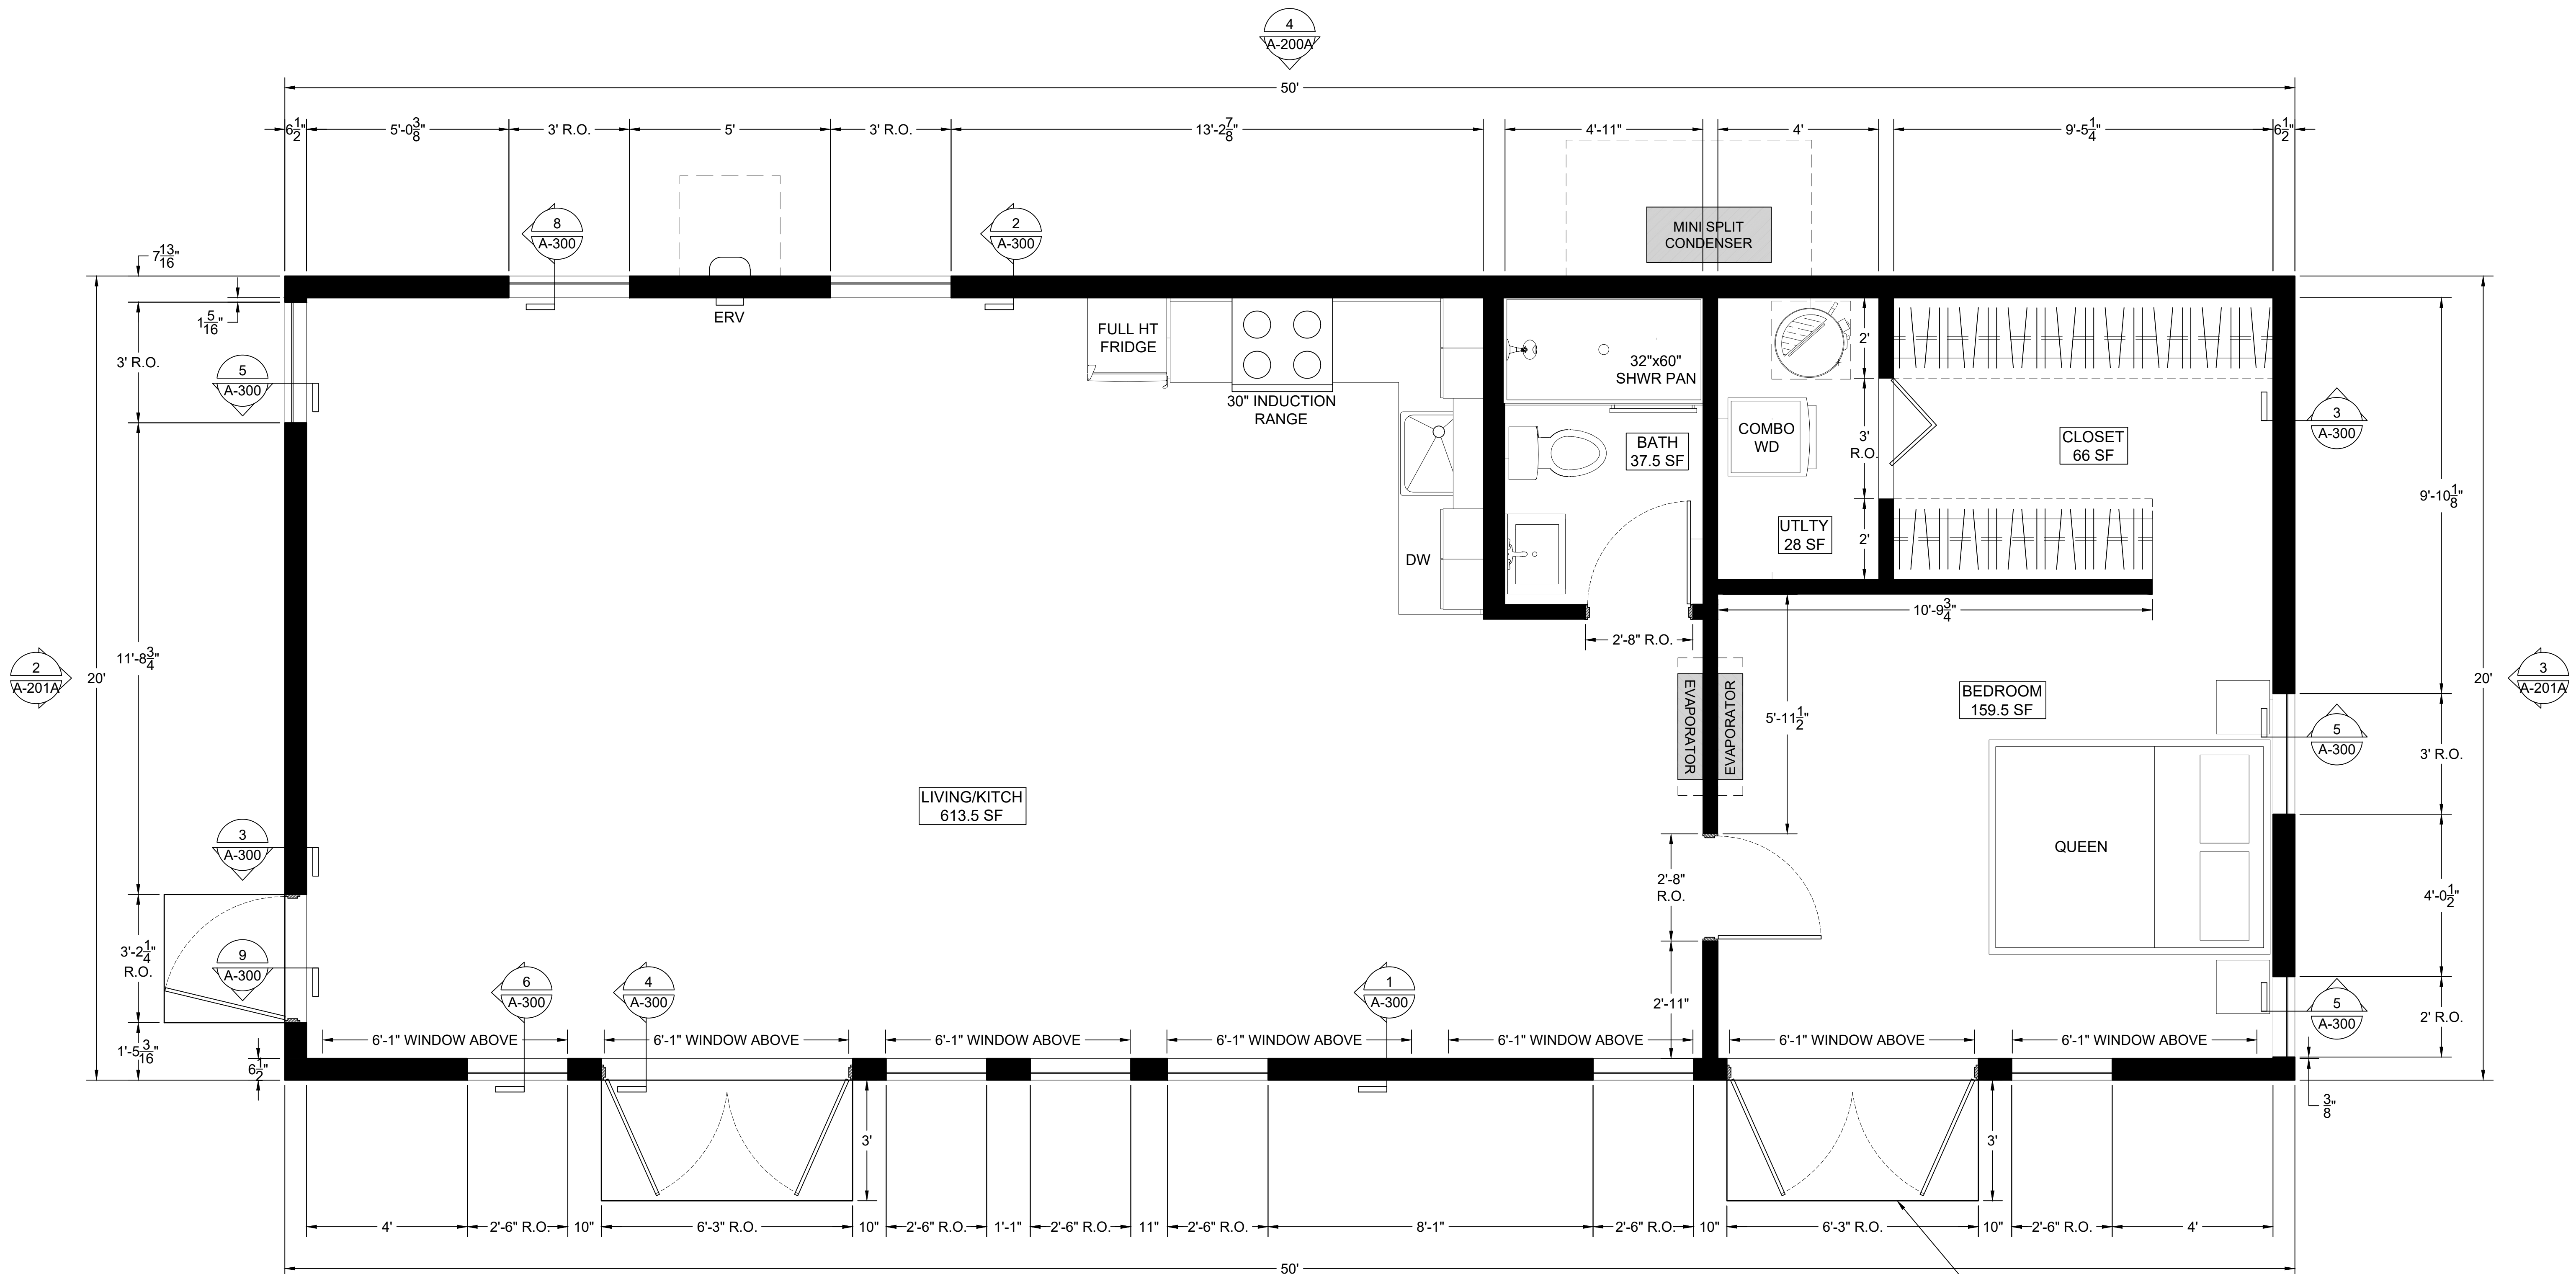 4
A-200A
50'
6 1/2"
5'-0 3/8"
3' R.O.
5'
3' R.O.
13'-2 7/8"
4'-11"
4'
9'-5 1/4"
6 1/2"
8
A-300
2
A-300
MINI SPLIT
CONDENSER
7 13/16"
1 5/16"
ERV
FULL HT
FRIDGE
30" INDUCTION
RANGE
32"x60"
SHWR PAN
2'
3' R.O.
5
A-300
3
A-300
COMBO
WD
BATH
37.5 SF
3'
R.O.
CLOSET
66 SF
9'-10 1/8"
UTLTY
28 SF
2'
DW
10'-9 3/4"
2'-8" R.O.
11'-8 3/4"
2
A-201A
20'
EVAPORATOR
EVAPORATOR
5'-11 1/2"
BEDROOM
159.5 SF
20'
3
A-201A
5
A-300
3' R.O.
LIVING/KITCH
613.5 SF
3
A-300
QUEEN
2'-8"
R.O.
4'-0 1/2"
3'-2 1/4"
R.O.
9
A-300
6
A-300
4
A-300
1
A-300
2'-11"
5
A-300
2' R.O.
1'-5 3/16"
6 1/2"
6'-1" WINDOW ABOVE
6'-1" WINDOW ABOVE
6'-1" WINDOW ABOVE
6'-1" WINDOW ABOVE
6'-1" WINDOW ABOVE
6'-1" WINDOW ABOVE
6'-1" WINDOW ABOVE
3/8"
3'
3'
4'
2'-6" R.O.
10"
6'-3" R.O.
10"
2'-6" R.O.
1'-1"
2'-6" R.O.
11"
2'-6" R.O.
8'-1"
2'-6" R.O.
10"
6'-3" R.O.
10"
2'-6" R.O.
4'
50'